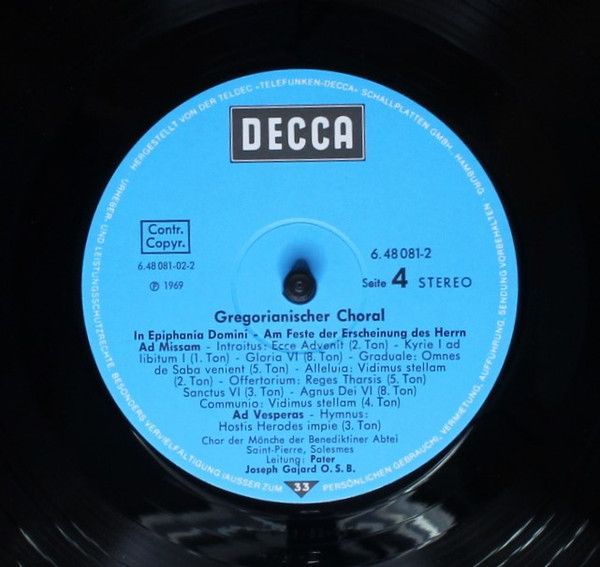 HERGESTELLT VON DER TELDEC »TELEFUNKEN-DECCA« SCHALLPLATTEN GMBH, HAMBURG
URHEBER- UND LEISTUNGSSCHUTZRECHTE, BESONDERS VERVIELFÄLTIGUNG (AUSSER ZUM PERSÖNLICHEN GEBRAUCH), VERMIETUNG, AUFFÜHRUNG, SENDUNG VORBEHALTEN
DECCA
Contr.
Copyr.
6.48 081-02-2
℗ 1969
6.48 081-2
Seite 4 STEREO
Gregorianischer Choral
In Epiphania Domini - Am Feste der Erscheinung des Herrn
Ad Missam - Introitus: Ecce Advenit (2. Ton) - Kyrie I ad
libitum I (1. Ton) - Gloria VI (8. Ton) - Graduale: Omnes
de Saba venient (5. Ton) - Alleluia: Vidimus stellam
(2. Ton) - Offertorium: Reges Tharsis (5. Ton)
Sanctus VI (3. Ton) - Agnus Dei VI (8. Ton)
Communio: Vidimus stellam (4. Ton)
Ad Vesperas - Hymnus:
Hostis Herodes impie (3. Ton)
Chor der Mönche der Benediktiner Abtei
Saint-Pierre, Solesmes
Leitung: Pater
Joseph Gajard O.S.B.
33